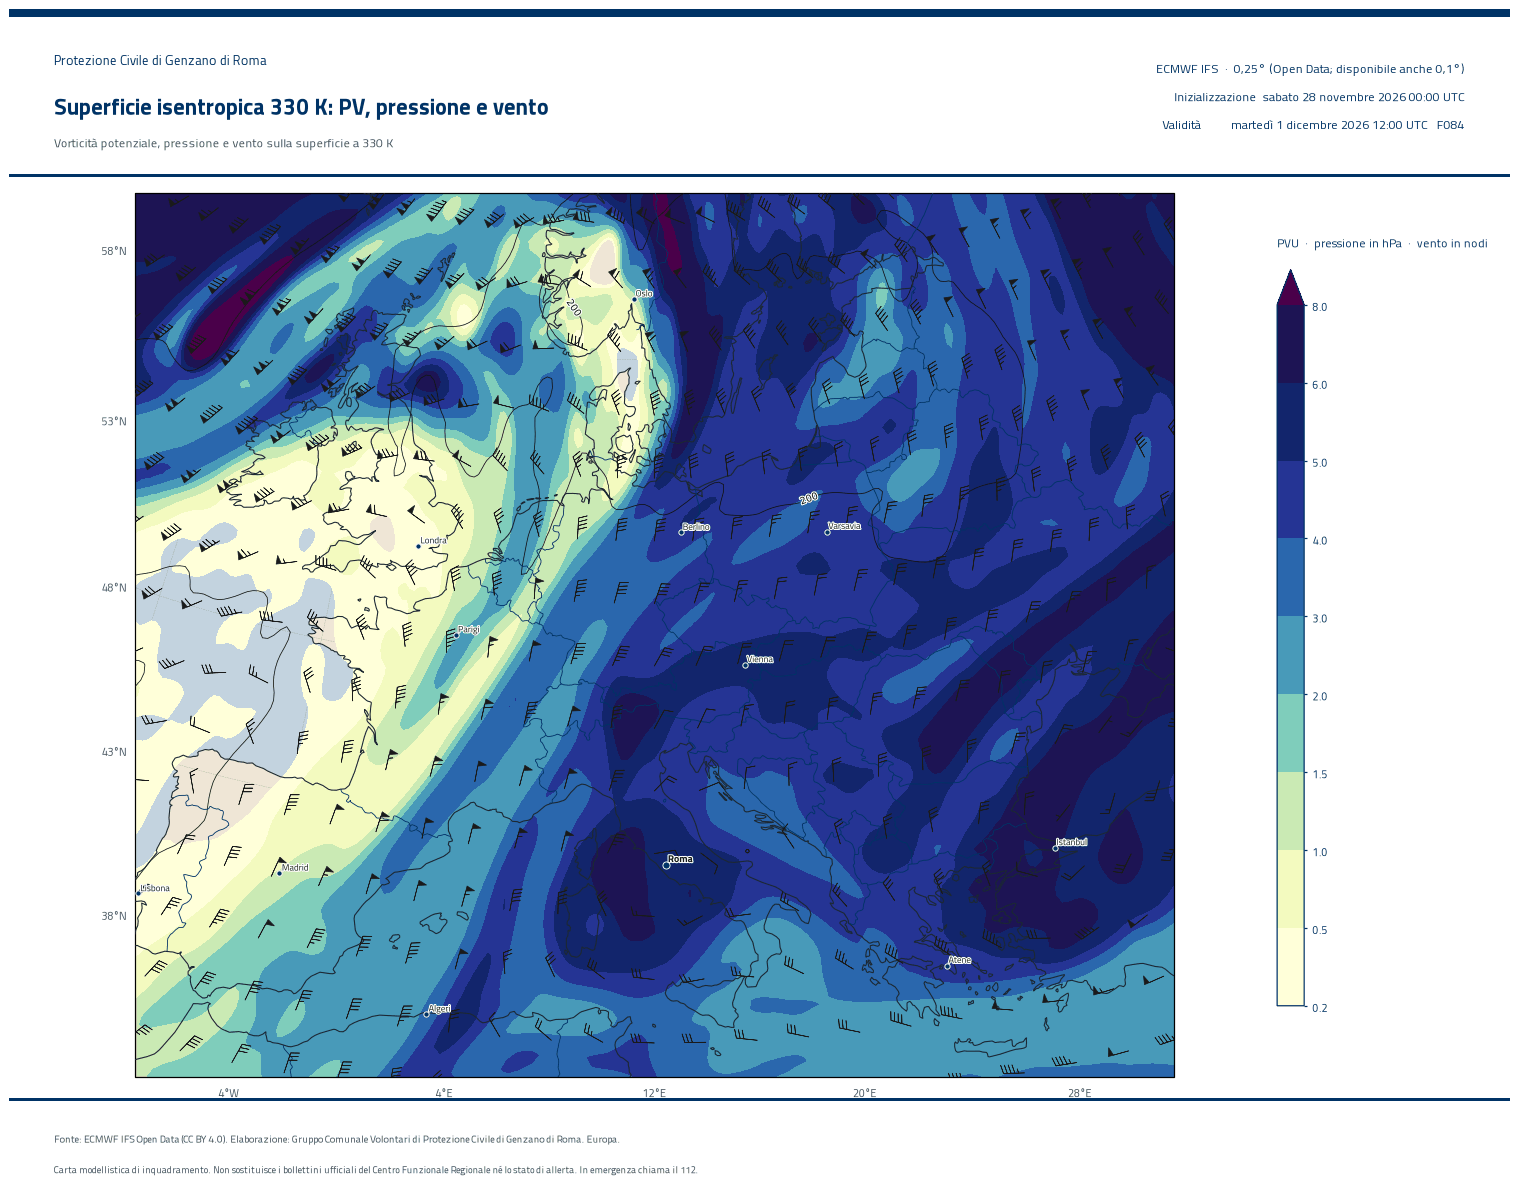 Protezione Civile di Genzano di Roma
Superficie isentropica 330 K: PV, pressione e vento
Vorticità potenziale, pressione e vento sulla superficie a 330 K
ECMWF IFS · 0,25° (Open Data; disponibile anche 0,1°)
Inizializzazione sabato 28 novembre 2026 00:00 UTC
Validità martedì 1 dicembre 2026 12:00 UTC F084
PVU · pressione in hPa · vento in nodi
8.0
6.0
5.0
4.0
3.0
2.0
1.5
1.0
0.5
0.2
58°N
53°N
48°N
43°N
38°N
4°W
4°E
12°E
20°E
28°E
Oslo
200
200
Berlino
Varsavia
Londra
Parigi
Vienna
Roma
Istanbul
Madrid
Lisbona
Atene
Algeri
Fonte: ECMWF IFS Open Data (CC BY 4.0). Elaborazione: Gruppo Comunale Volontari di Protezione Civile di Genzano di Roma. Europa.
Carta modellistica di inquadramento. Non sostituisce i bollettini ufficiali del Centro Funzionale Regionale né lo stato di allerta. In emergenza chiama il 112.